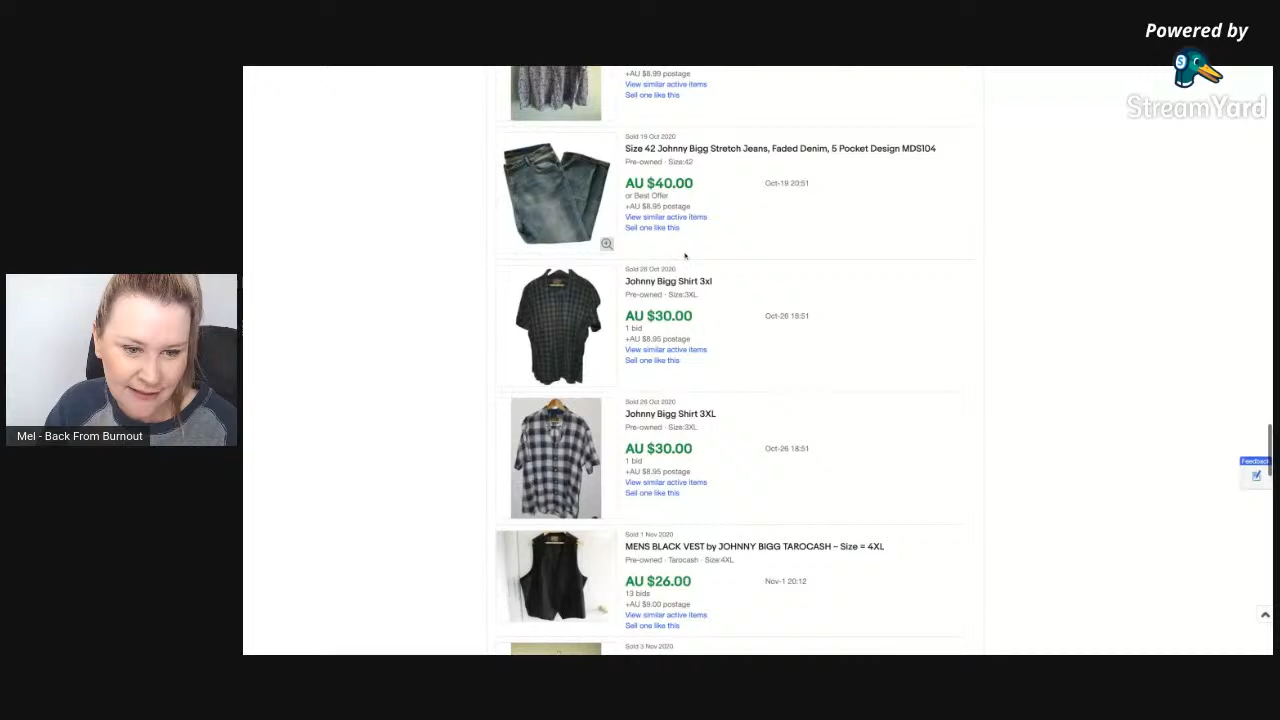 Powered by
StreamYard
+AU $8.99 postage
View similar active items
Sell one like this
Sold 19 Oct 2020
Size 42 Johnny Bigg Stretch Jeans, Faded Denim, 5 Pocket Design MDS104
Pre-owned · Size:42
AU $40.00
Oct-19 20:51
or Best Offer
+AU $8.95 postage
View similar active items
Sell one like this
Sold 26 Oct 2020
Johnny Bigg Shirt 3xl
Pre-owned · Size:3XL
AU $30.00
Oct-26 18:51
1 bid
+AU $8.95 postage
View similar active items
Sell one like this
Sold 26 Oct 2020
Johnny Bigg Shirt 3XL
Pre-owned · Size:3XL
AU $30.00
Oct-26 18:51
1 bid
+AU $8.95 postage
View similar active items
Sell one like this
Sold 1 Nov 2020
MENS BLACK VEST by JOHNNY BIGG TAROCASH - Size = 4XL
Pre-owned · Tarocash · Size:4XL
AU $26.00
Nov-1 20:12
13 bids
+AU $9.00 postage
View similar active items
Sell one like this
Sold 3 Nov 2020
Mel - Back From Burnout
Feedback